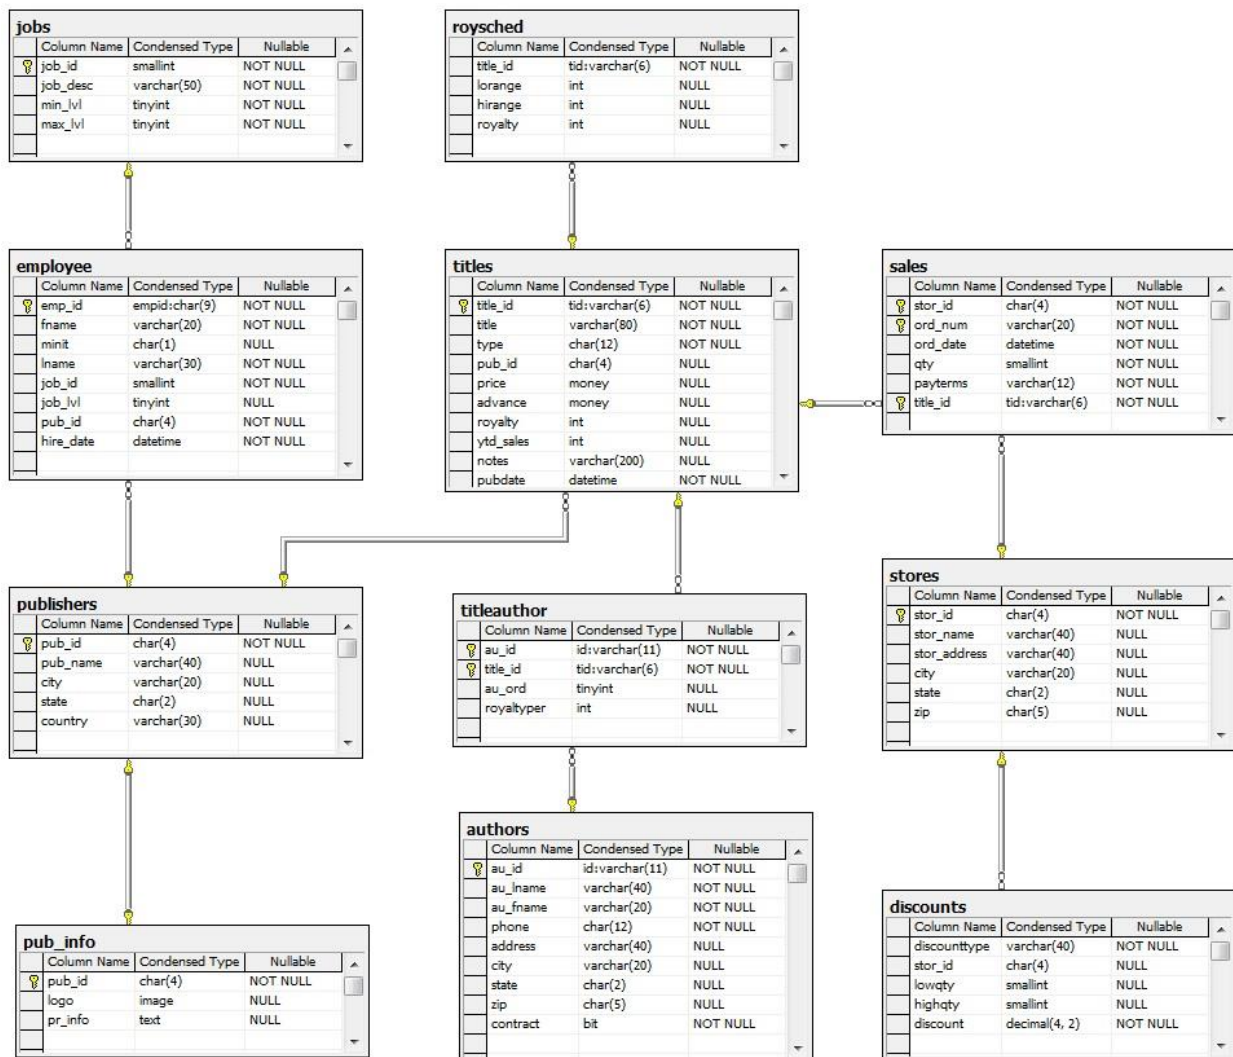 jobs
Column Name Condensed Type Nullable
job_id smallint NOT NULL
job_desc varchar(50) NOT NULL
min_lvl tinyint NOT NULL
max_lvl tinyint NOT NULL
roysched
Column Name Condensed Type Nullable
title_id tid:varchar(6) NOT NULL
lorange int NULL
hirange int NULL
royalty int NULL
employee
Column Name Condensed Type Nullable
emp_id empid:char(9) NOT NULL
fname varchar(20) NOT NULL
minit char(1) NULL
lname varchar(30) NOT NULL
job_id smallint NOT NULL
job_lvl tinyint NULL
pub_id char(4) NOT NULL
hire_date datetime NOT NULL
titles
Column Name Condensed Type Nullable
title_id tid:varchar(6) NOT NULL
title varchar(80) NOT NULL
type char(12) NOT NULL
pub_id char(4) NULL
price money NULL
advance money NULL
royalty int NULL
ytd_sales int NULL
notes varchar(200) NULL
pubdate datetime NOT NULL
sales
Column Name Condensed Type Nullable
stor_id char(4) NOT NULL
ord_num varchar(20) NOT NULL
ord_date datetime NOT NULL
qty smallint NOT NULL
payterms varchar(12) NOT NULL
title_id tid:varchar(6) NOT NULL
publishers
Column Name Condensed Type Nullable
pub_id char(4) NOT NULL
pub_name varchar(40) NULL
city varchar(20) NULL
state char(2) NULL
country varchar(30) NULL
titleauthor
Column Name Condensed Type Nullable
au_id id:varchar(11) NOT NULL
title_id tid:varchar(6) NOT NULL
au_ord tinyint NULL
royaltyper int NULL
stores
Column Name Condensed Type Nullable
stor_id char(4) NOT NULL
stor_name varchar(40) NULL
stor_address varchar(40) NULL
city varchar(20) NULL
state char(2) NULL
zip char(5) NULL
pub_info
Column Name Condensed Type Nullable
pub_id char(4) NOT NULL
logo image NULL
pr_info text NULL
authors
Column Name Condensed Type Nullable
au_id id:varchar(11) NOT NULL
au_lname varchar(40) NOT NULL
au_fname varchar(20) NOT NULL
phone char(12) NOT NULL
address varchar(40) NULL
city varchar(20) NULL
state char(2) NULL
zip char(5) NULL
contract bit NOT NULL
discounts
Column Name Condensed Type Nullable
discounttype varchar(40) NOT NULL
stor_id char(4) NULL
lowqty smallint NULL
highqty smallint NULL
discount decimal(4, 2) NOT NULL